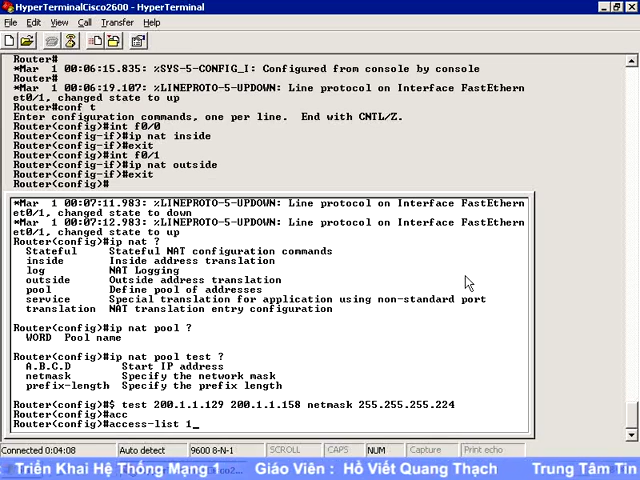 HyperTerminalCisco2600 - HyperTerminal
File Edit View Call Transfer Help
Router#
*Mar  1 00:06:15.835: %SYS-5-CONFIG_I: Configured from console by console
Router#
*Mar  1 00:06:19.107: %LINEPROTO-5-UPDOWN: Line protocol on Interface FastEthern
et0/1, changed state to up
Router#conf t
Enter configuration commands, one per line.  End with CNTL/Z.
Router(config)#int f0/0
Router(config-if)#ip nat inside
Router(config-if)#exit
Router(config)#int f0/1
Router(config-if)#ip nat outside
Router(config-if)#exit
Router(config)#
*Mar  1 00:07:11.983: %LINEPROTO-5-UPDOWN: Line protocol on Interface FastEthern
et0/1, changed state to down
*Mar  1 00:07:12.983: %LINEPROTO-5-UPDOWN: Line protocol on Interface FastEthern
et0/1, changed state to up
Router(config)#ip nat ?
Stateful     Stateful NAT configuration commands
inside       Inside address translation
log          NAT Logging
outside      Outside address translation
pool         Define pool of addresses
service      Special translation for application using non-standard port
translation  NAT translation entry configuration
Router(config)#ip nat pool ?
WORD  Pool name
Router(config)#ip nat pool test ?
A.B.C.D        Start IP address
netmask        Specify the network mask
prefix-length  Specify the prefix length
Router(config)#$ test 200.1.1.129 200.1.1.158 netmask 255.255.255.224
Router(config)#acc
Router(config)#access-list 1_
Connected 0:04:08 Auto detect 9600 8-N-1 SCROLL CAPS NUM Capture Print echo
Triển Khai Hệ Thống Mạng 1 Giáo Viên : Hồ Viết Quang Thạch Trung Tâm Tin